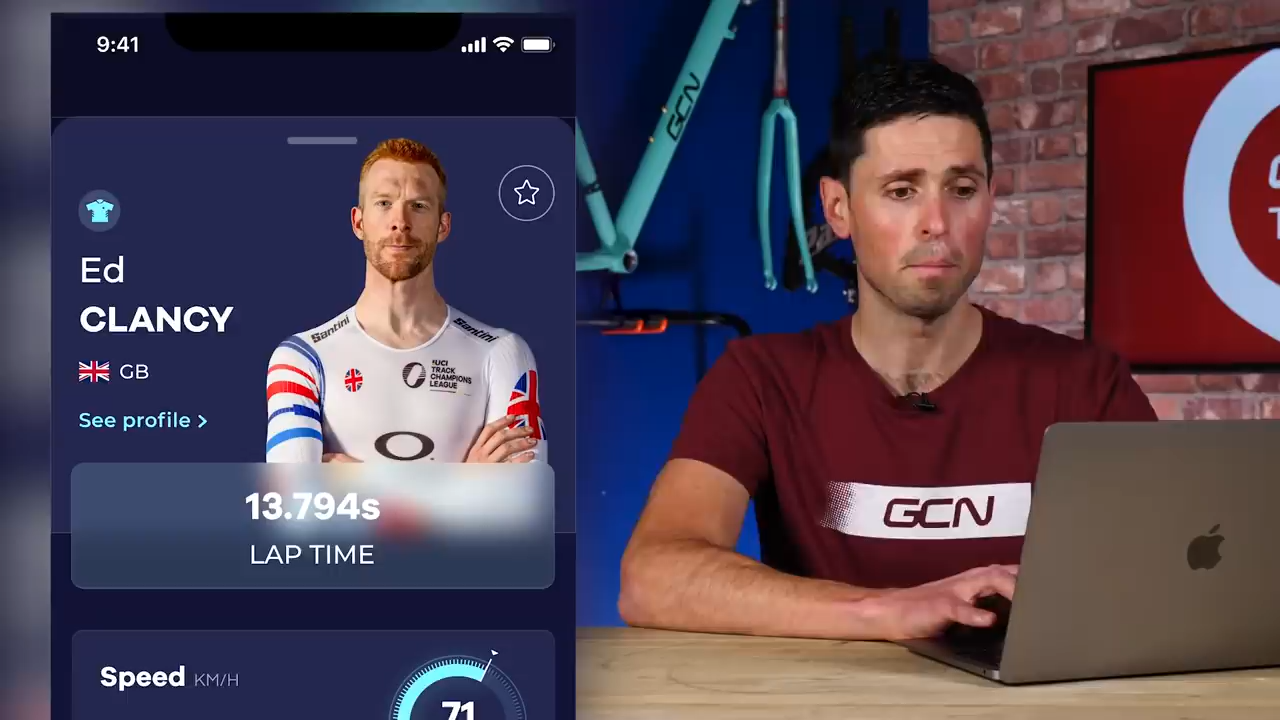 9:41
Ed
CLANCY
GB
See profile >
Santini
Santini
UCI
TRACK
CHAMPIONS
LEAGUE
13.794s
LAP TIME
Speed KM/H
71
GCN
GCN